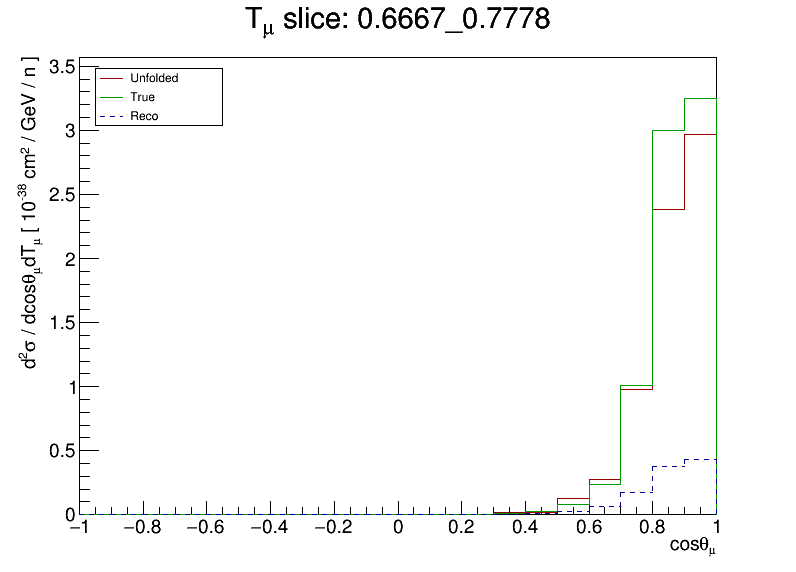 Tμ slice: 0.6667_0.7778
d²σ / dcosθμdTμ [ 10⁻³⁸ cm² / GeV / n ]
Unfolded
True
Reco
3.5
3
2.5
2
1.5
1
0.5
0
−1 −0.8 −0.6 −0.4 −0.2 0 0.2 0.4 0.6 0.8 1
cosθμ